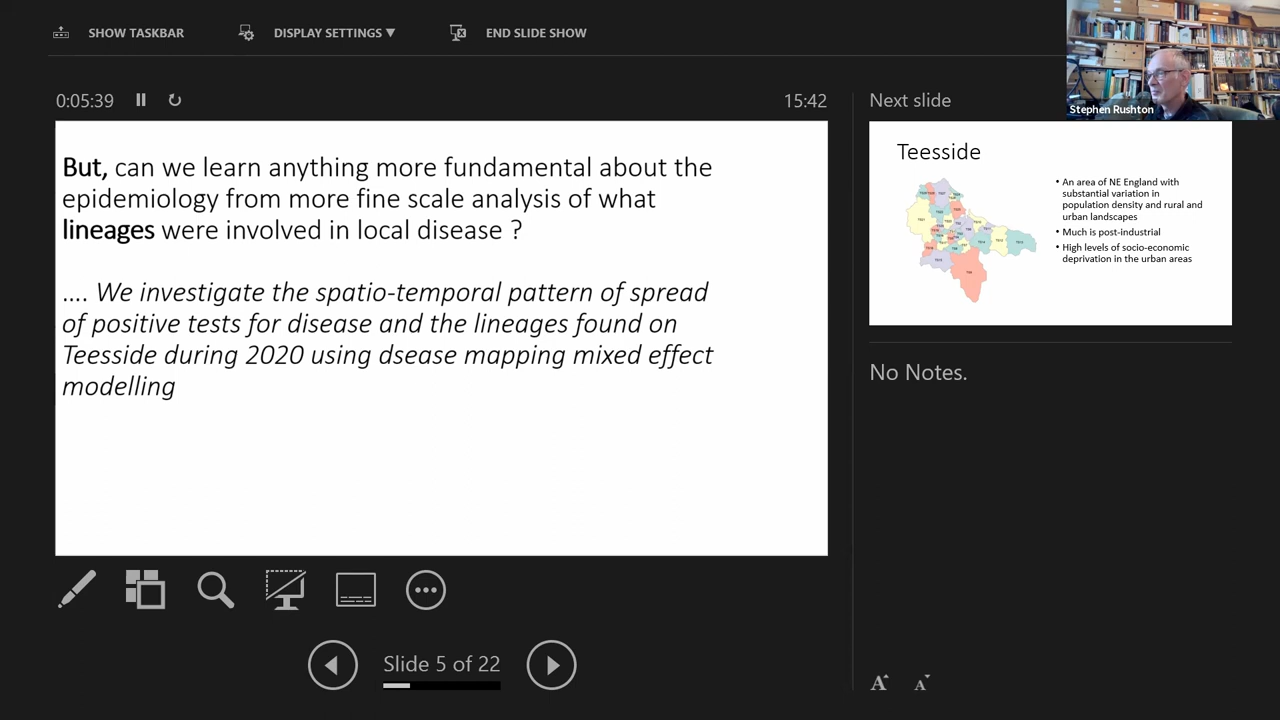 SHOW TASKBAR
DISPLAY SETTINGS ▼
END SLIDE SHOW
Stephen Rushton
0:05:39
15:42
Next slide
But, can we learn anything more fundamental about the
epidemiology from more fine scale analysis of what
lineages were involved in local disease ?
.... We investigate the spatio-temporal pattern of spread
of positive tests for disease and the lineages found on
Teesside during 2020 using dsease mapping mixed effect
modelling
Teesside
• An area of NE England with
substantial variation in
population density and rural and
urban landscapes
• Much is post-industrial
• High levels of socio-economic
deprivation in the urban areas
No Notes.
Slide 5 of 22
A A